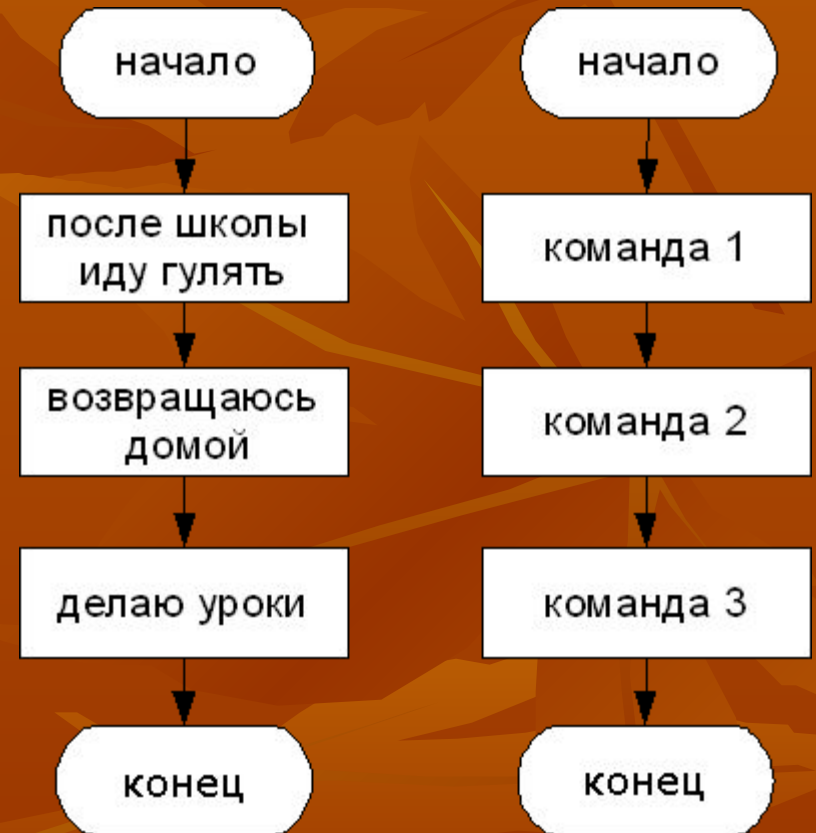 начало
после школы
иду гулять
возвращаюсь
домой
делаю уроки
конец
начало
команда 1
команда 2
команда 3
конец